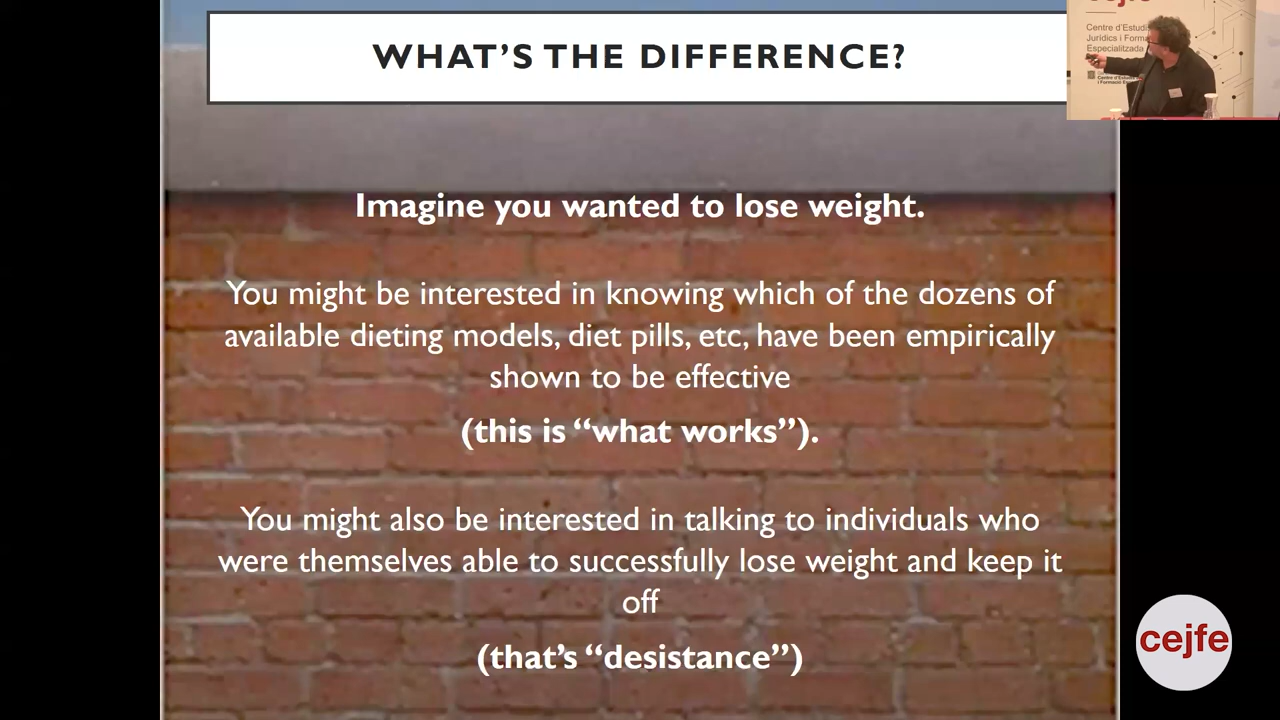 WHAT'S THE DIFFERENCE?
Imagine you wanted to lose weight.
You might be interested in knowing which of the dozens of
available dieting models, diet pills, etc, have been empirically
shown to be effective
(this is “what works”).
You might also be interested in talking to individuals who
were themselves able to successfully lose weight and keep it
off
(that’s “desistance”)
Centre d'Estudi
Jurídics i Forma
Especialitzada
cejfe